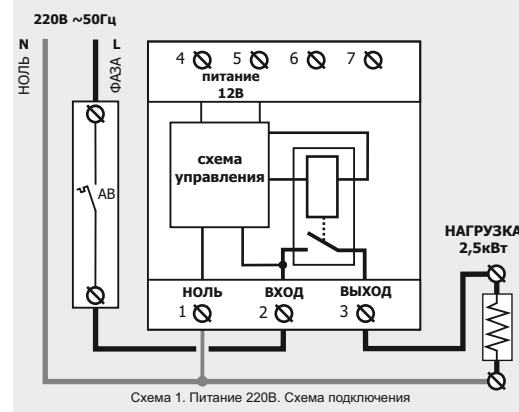 220В ~50Гц
N
L
НОЛЬ
ФАЗА
4
5
6
7
питание
12В
схема
управления
АВ
НАГРУЗКА
2,5кВт
НОЛЬ
ВХОД
ВЫХОД
1
2
3
Схема 1. Питание 220В. Схема подключения